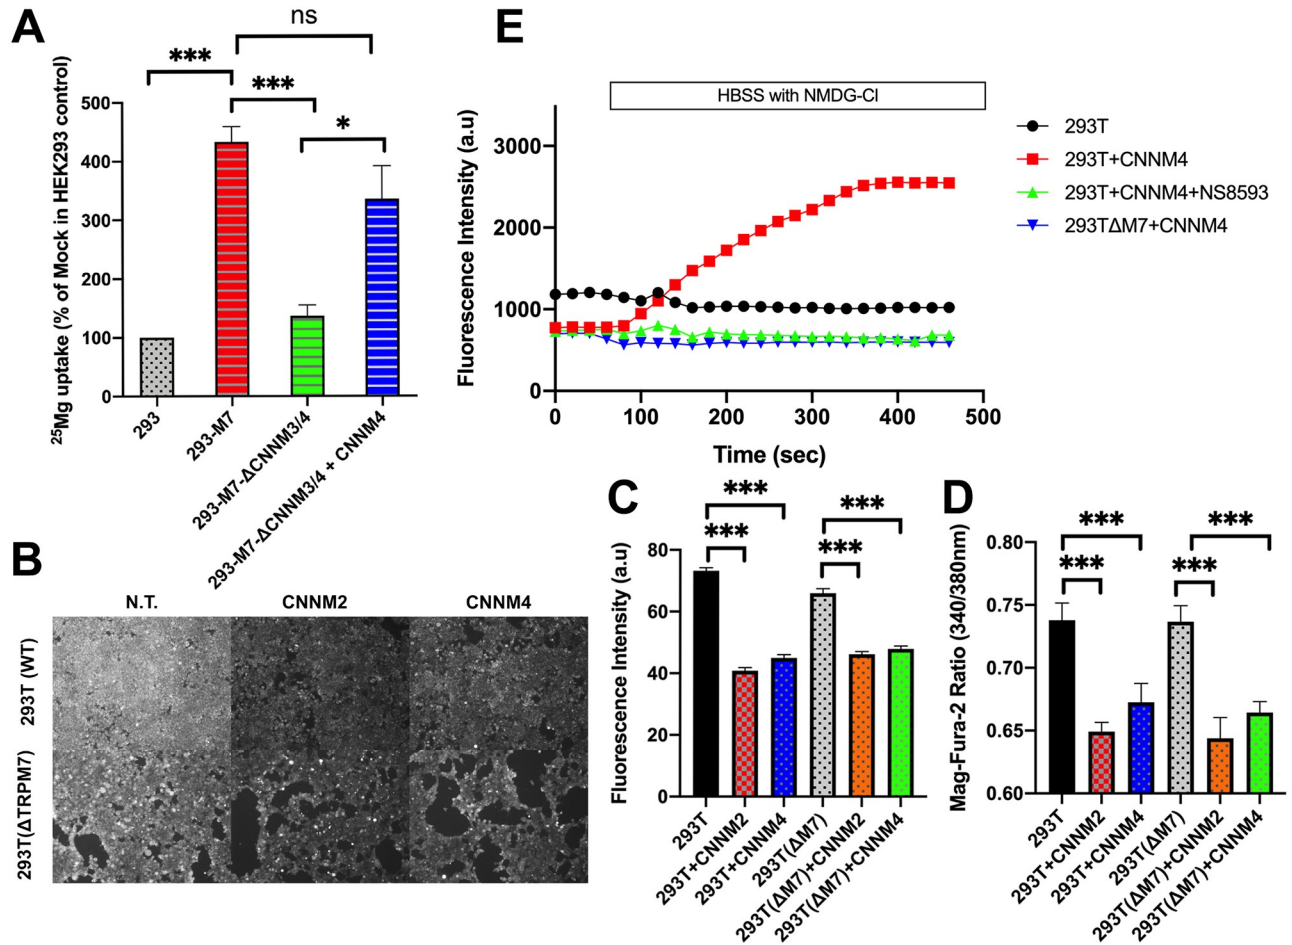 A
ns
***
***
*
²⁵Mg uptake (% of Mock in HEK293 control)
500
400
300
200
100
0
293
293-M7
293-M7-ΔCNNM3/4
293-M7-ΔCNNM3/4 + CNNM4
E
HBSS with NMDG-Cl
Fluorescence Intensity (a.u)
3000
2000
1000
0
0 100 200 300 400 500
Time (sec)
293T
293T+CNNM4
293T+CNNM4+NS8593
293TΔM7+CNNM4
B
N.T. CNNM2 CNNM4
293T (WT)
293T(ΔTRPM7)
C
***
***
***
***
Fluorescence Intensity (a.u)
80
60
40
20
0
293T
293T+CNNM2
293T+CNNM4
293T(ΔM7)
293T(ΔM7)+CNNM2
293T(ΔM7)+CNNM4
D
***
***
***
***
Mag-Fura-2 Ratio (340/380nm)
0.80
0.75
0.70
0.65
0.60
293T
293T+CNNM2
293T+CNNM4
293T(ΔM7)
293T(ΔM7)+CNNM2
293T(ΔM7)+CNNM4